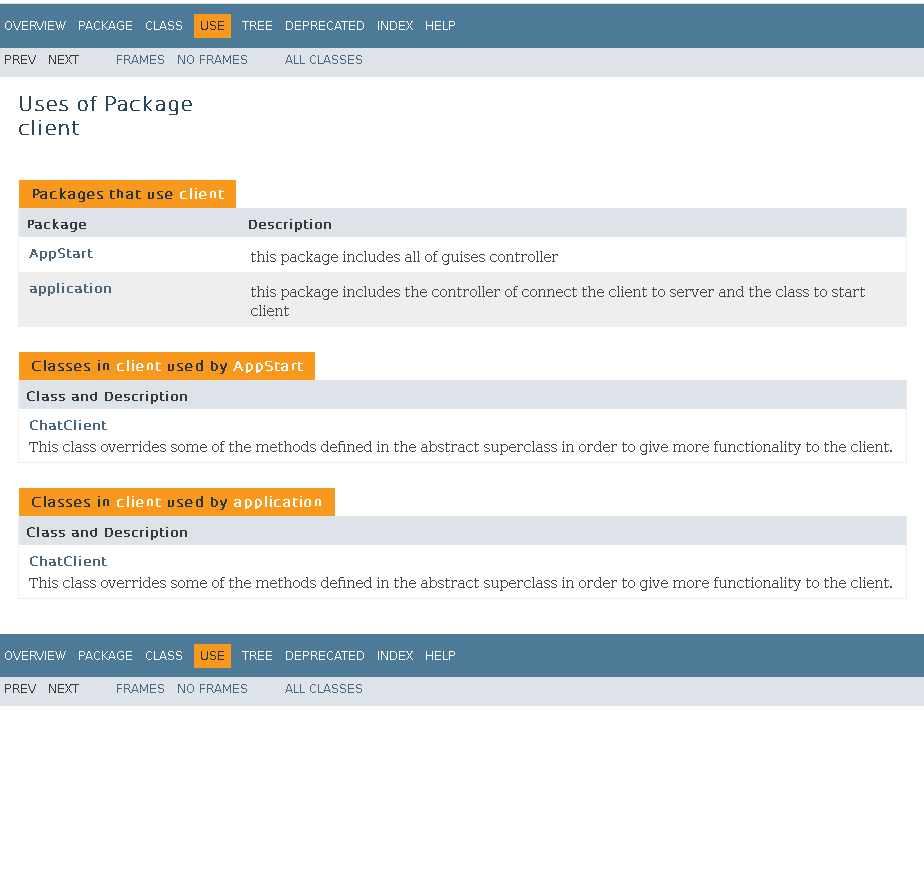 OVERVIEW PACKAGE CLASS USE TREE DEPRECATED INDEX HELP
PREV NEXT FRAMES NO FRAMES ALL CLASSES
Uses of Package
client
Packages that use client
Package Description
AppStart this package includes all of guises controller
application this package includes the controller of connect the client to server and the class to start
client
Classes in client used by AppStart
Class and Description
ChatClient
This class overrides some of the methods defined in the abstract superclass in order to give more functionality to the client.
Classes in client used by application
Class and Description
ChatClient
This class overrides some of the methods defined in the abstract superclass in order to give more functionality to the client.
OVERVIEW PACKAGE CLASS USE TREE DEPRECATED INDEX HELP
PREV NEXT FRAMES NO FRAMES ALL CLASSES